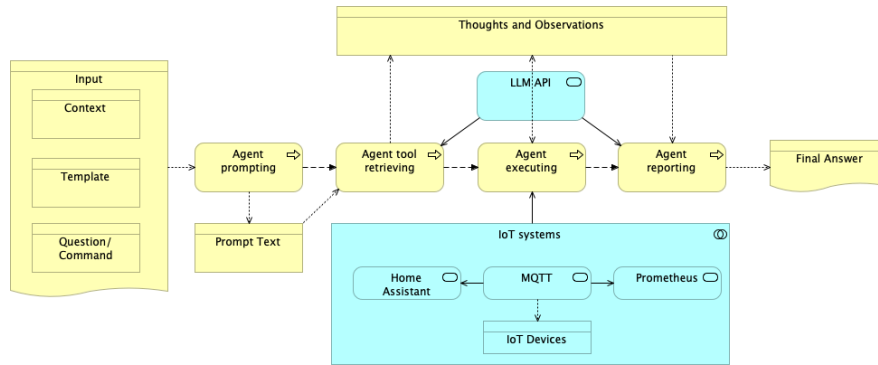 Thoughts and Observations
Input
Context
Template
Question/
Command
LLM API
Agent
prompting
Agent tool
retrieving
Agent
executing
Agent
reporting
Final Answer
Prompt Text
IoT systems
Home
Assistant
MQTT
Prometheus
IoT Devices